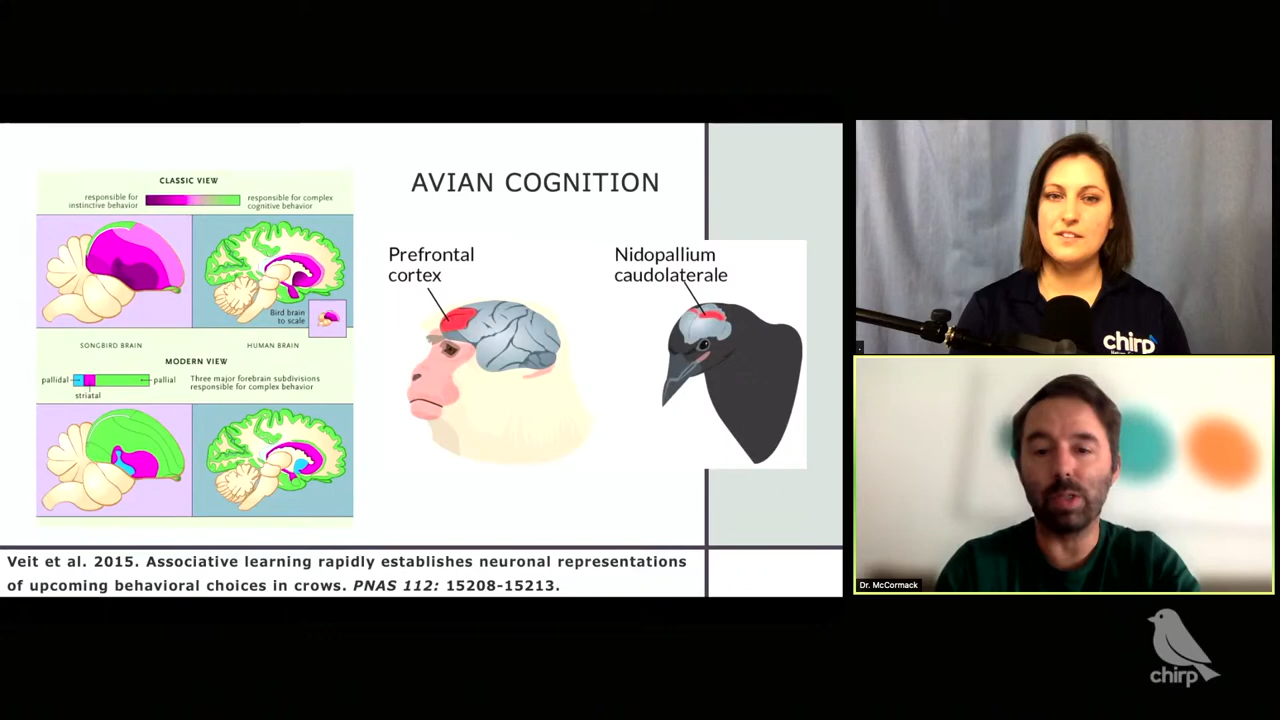 CLASSIC VIEW
responsible for
instinctive behavior
responsible for complex
cognitive behavior
Bird brain
to scale
SONGBIRD BRAIN
HUMAN BRAIN
MODERN VIEW
pallidal
pallial
striatal
Three major forebrain subdivisions
responsible for complex behavior
AVIAN COGNITION
Prefrontal
cortex
Nidopallium
caudolaterale
Veit et al. 2015. Associative learning rapidly establishes neuronal representations
of upcoming behavioral choices in crows. PNAS 112: 15208-15213.
chirp
Dr. McCormack
chirp